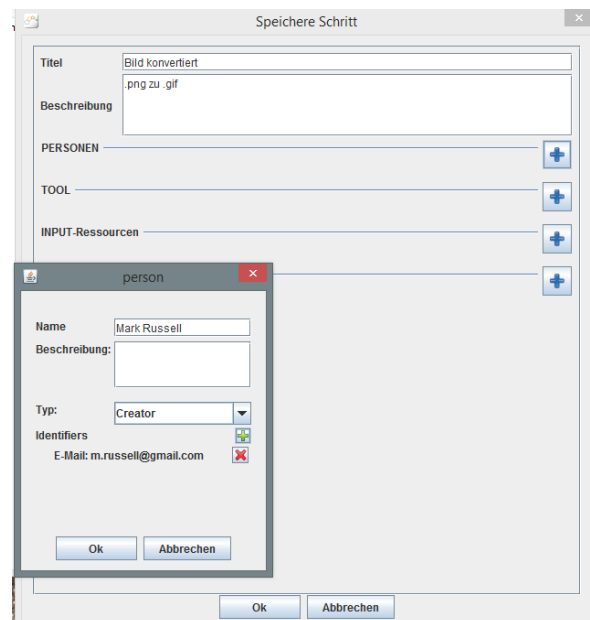 Speichere Schritt
Titel
Bild konvertiert
Beschreibung
.png zu .gif
PERSONEN
TOOL
INPUT-Ressourcen
person
Name
Mark Russell
Beschreibung:
Typ:
Creator
Identifiers
E-Mail: m.russell@gmail.com
Ok
Abbrechen
Ok
Abbrechen